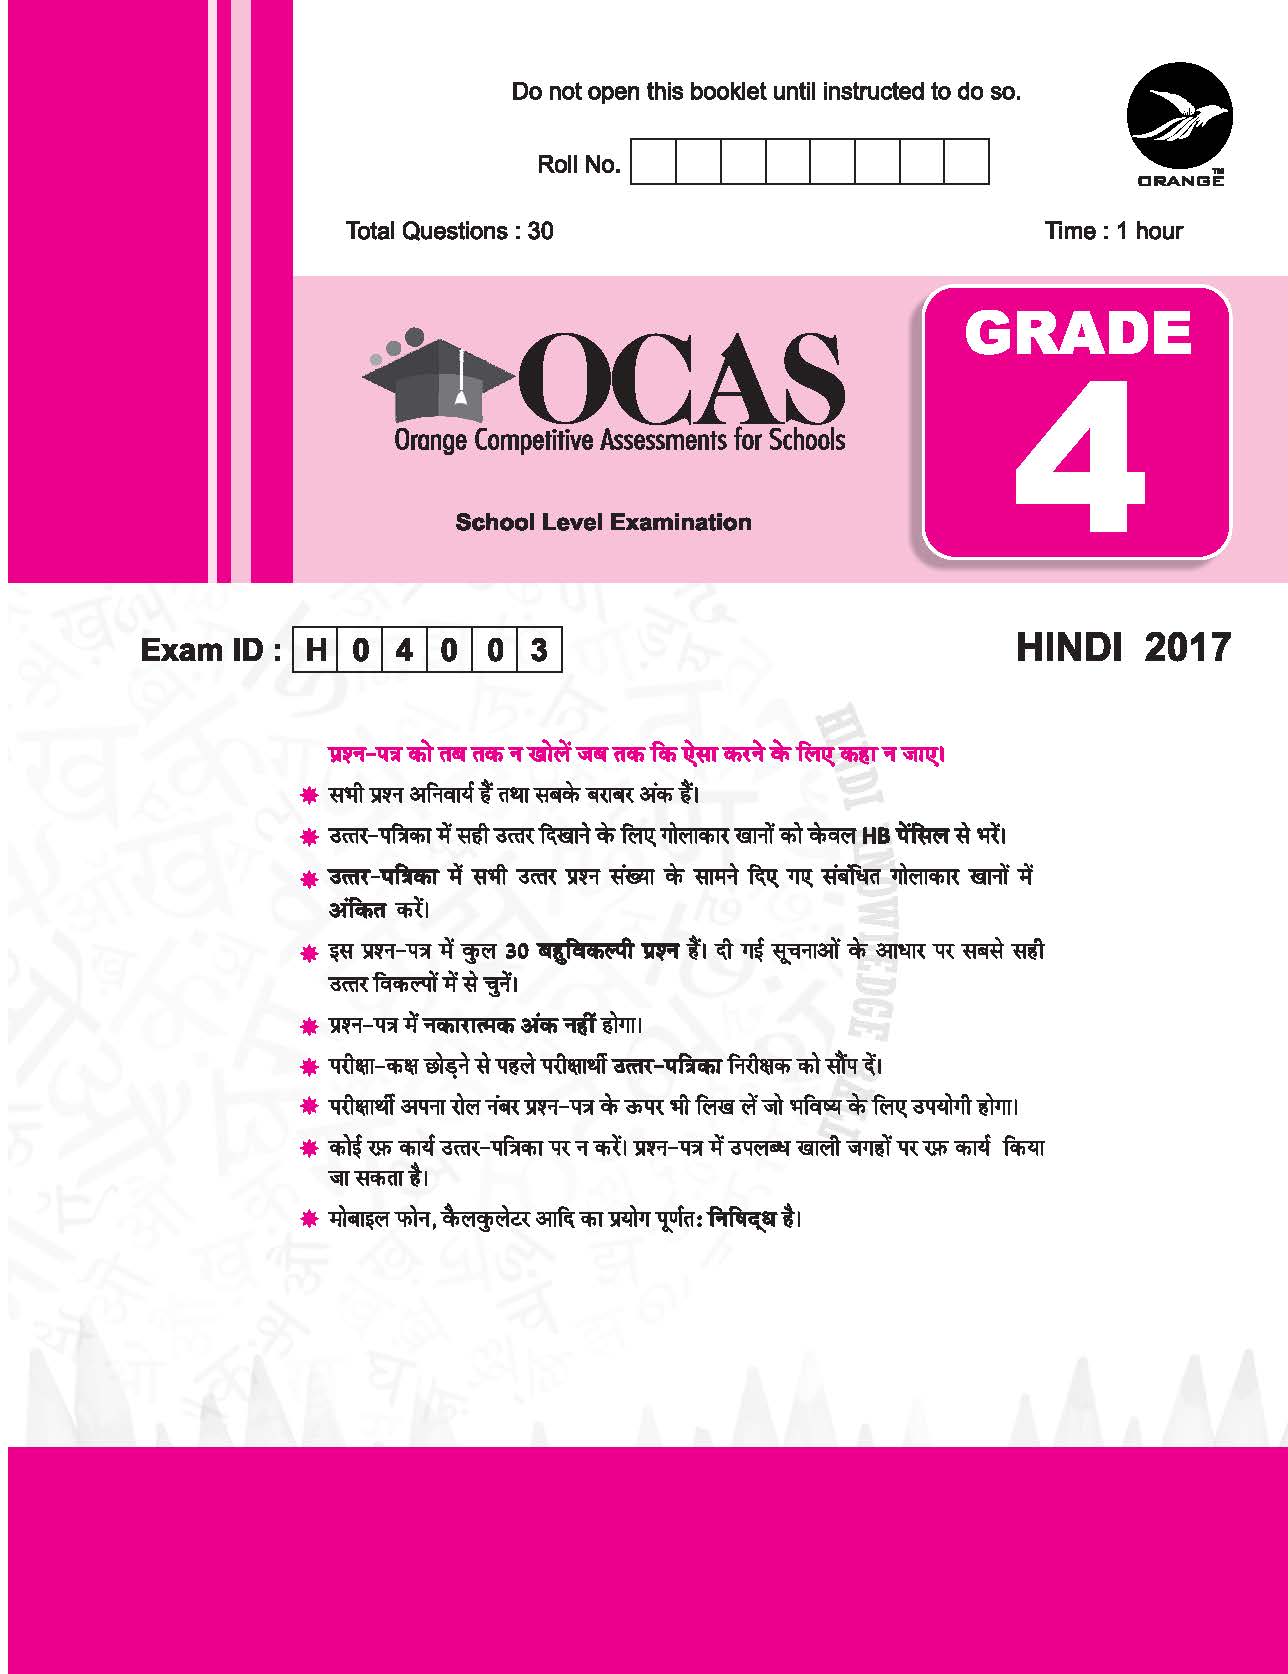 Do not open this booklet until instructed to do so.
Roll No.
ORANGE™
Total Questions : 30 Time : 1 hour
GRADE
4
OCAS
Orange Competitive Assessments for Schools
School Level Examination
Exam ID : H 0 4 0 0 3 HINDI 2017
प्रश्न-पत्र को तब तक न खोलें जब तक कि ऐसा करने के लिए कहा न जाए।
सभी प्रश्न अनिवार्य हैं तथा सबके बराबर अंक हैं।
उत्तर-पत्रिका में सही उत्तर दिखाने के लिए गोलाकार खानों को केवल HB पेंसिल से भरें।
उत्तर-पत्रिका में सभी उत्तर प्रश्न संख्या के सामने दिए गए संबंधित गोलाकार खानों में
अंकित करें।
इस प्रश्न-पत्र में कुल 30 बहुविकल्पी प्रश्न हैं। दी गई सूचनाओं के आधार पर सबसे सही
उत्तर विकल्पों में से चुनें।
प्रश्न-पत्र में नकारात्मक अंक नहीं होगा।
परीक्षा-कक्ष छोड़ने से पहले परीक्षार्थी उत्तर-पत्रिका निरीक्षक को सौंप दें।
परीक्षार्थी अपना रोल नंबर प्रश्न-पत्र के ऊपर भी लिख लें जो भविष्य के लिए उपयोगी होगा।
कोई रफ़ कार्य उत्तर-पत्रिका पर न करें। प्रश्न-पत्र में उपलब्ध खाली जगहों पर रफ़ कार्य किया
जा सकता है।
मोबाइल फोन, कैलकुलेटर आदि का प्रयोग पूर्णत: निषिद्ध है।